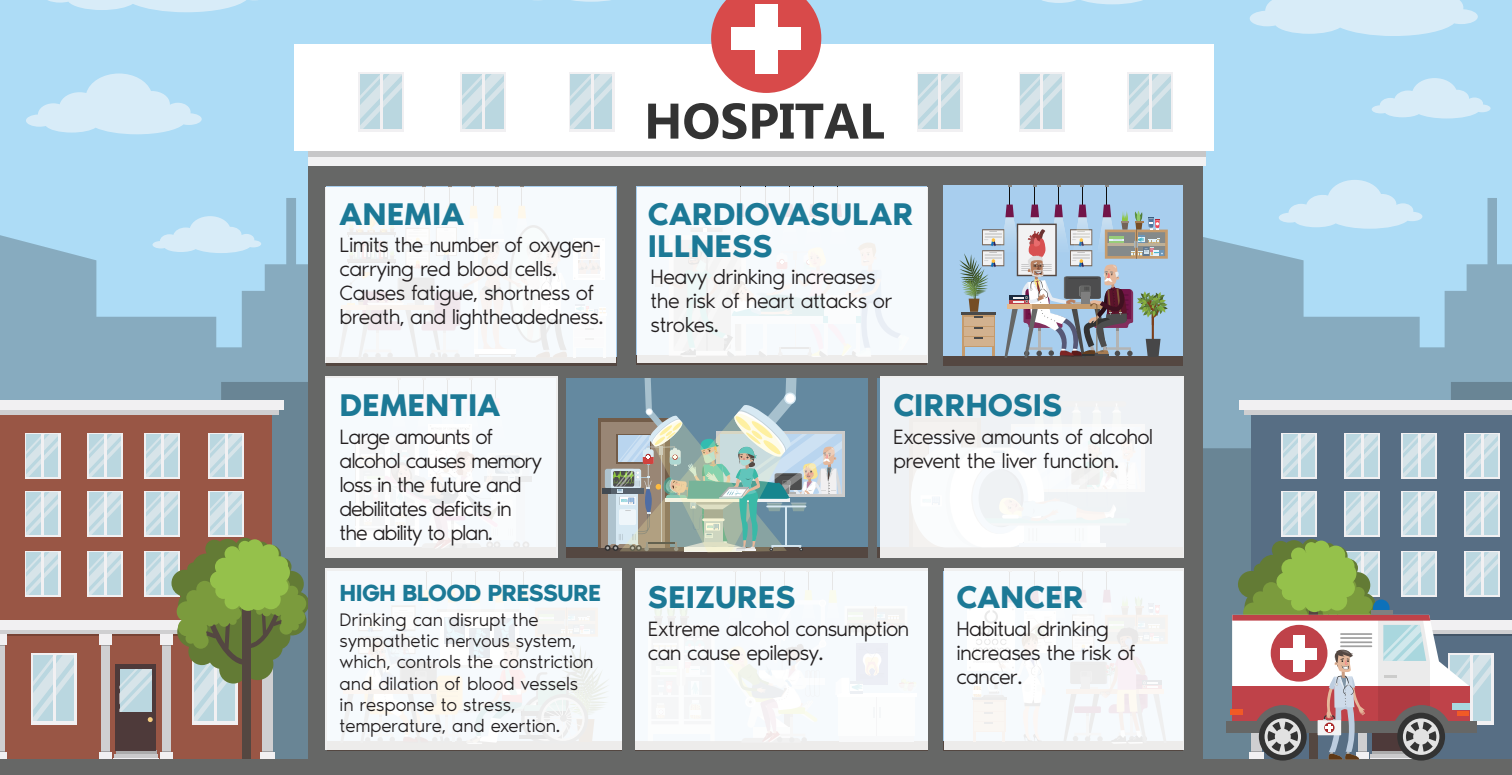 HOSPITAL
ANEMIA
Limits the number of oxygen-
carrying red blood cells.
Causes fatigue, shortness of
breath, and lightheadedness.
CARDIOVASULAR
ILLNESS
Heavy drinking increases
the risk of heart attacks or
strokes.
DEMENTIA
Large amounts of
alcohol causes memory
loss in the future and
debilitates deficits in
the ability to plan.
CIRRHOSIS
Excessive amounts of alcohol
prevent the liver function.
HIGH BLOOD PRESSURE
Drinking can disrupt the
sympathetic nervous system,
which, controls the constriction
and dilation of blood vessels
in response to stress,
temperature, and exertion.
SEIZURES
Extreme alcohol consumption
can cause epilepsy.
CANCER
Habitual drinking
increases the risk of
cancer.